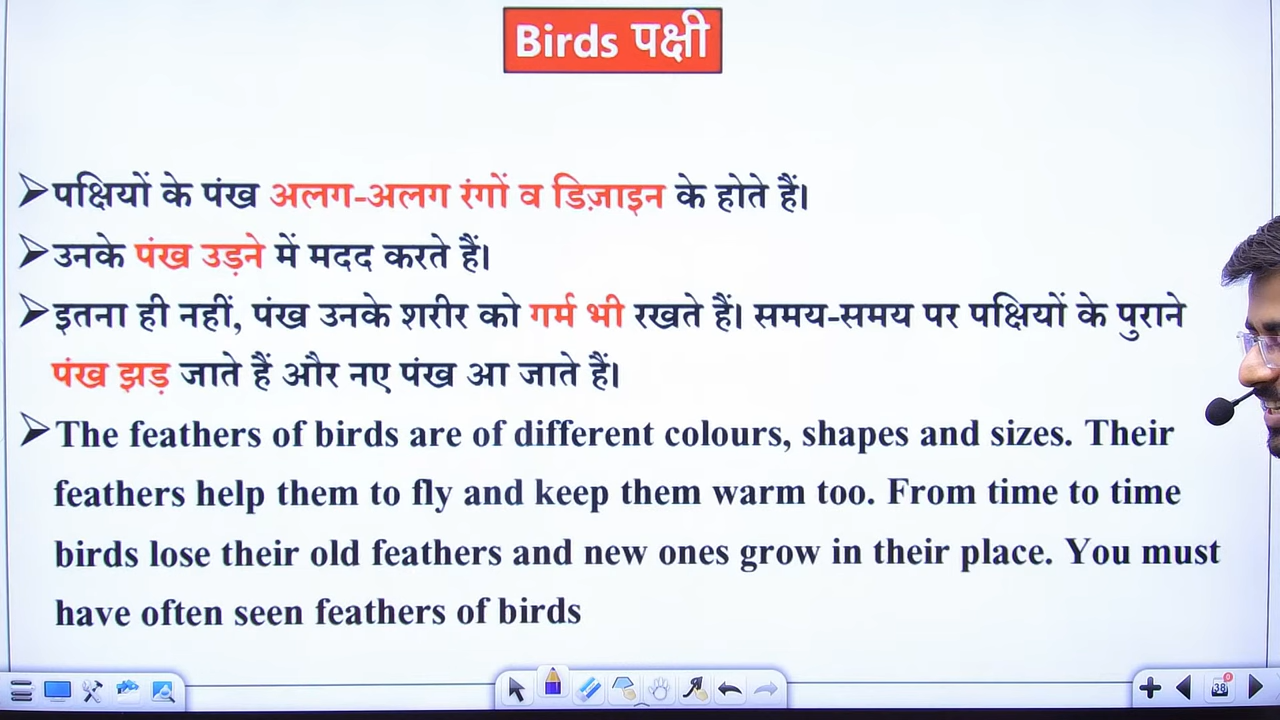 Birds पक्षी
पक्षियों के पंख अलग-अलग रंगों व डिज़ाइन के होते हैं।
उनके पंख उड़ने में मदद करते हैं।
इतना ही नहीं, पंख उनके शरीर को गर्म भी रखते हैं। समय-समय पर पक्षियों के पुराने
पंख झड़ जाते हैं और नए पंख आ जाते हैं।
The feathers of birds are of different colours, shapes and sizes. Their
feathers help them to fly and keep them warm too. From time to time
birds lose their old feathers and new ones grow in their place. You must
have often seen feathers of birds
38